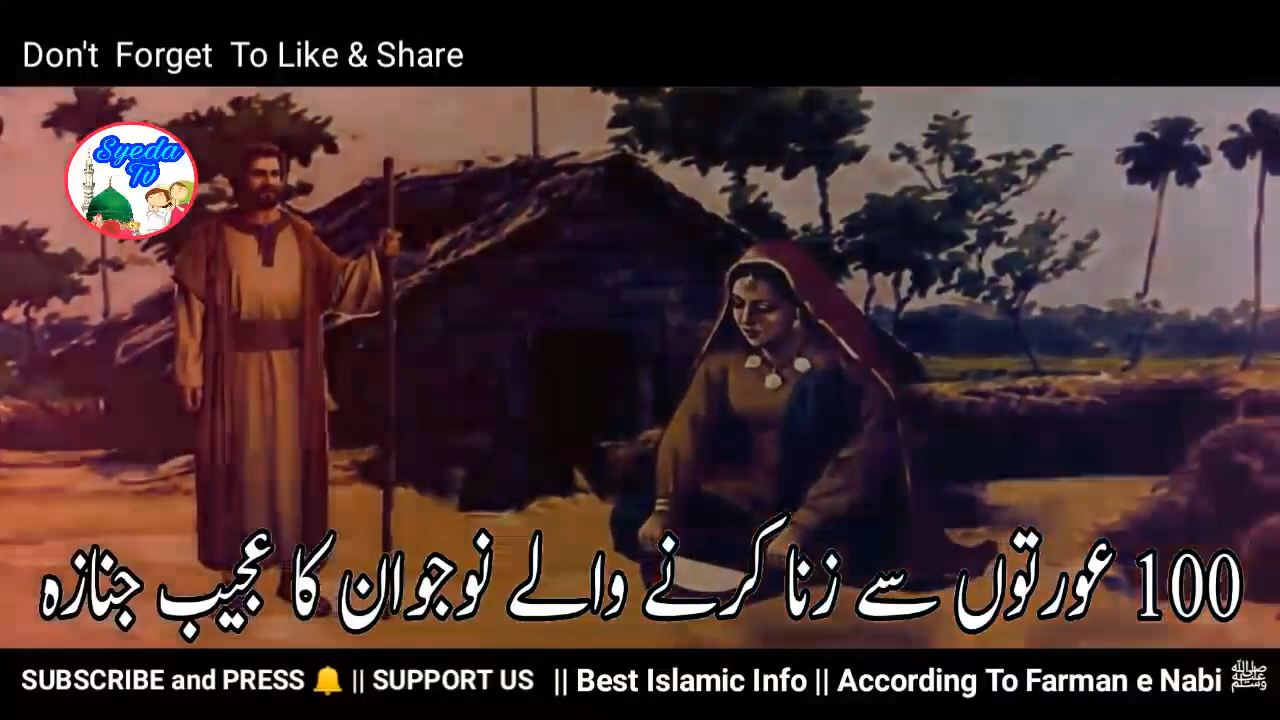 Don't Forget To Like & Share
Syeda
Tv
100 عورتوں سے زنا کرنے والے نوجوان کا عجیب جنازہ
SUBSCRIBE and PRESS 🔔 || SUPPORT US || Best Islamic Info || According To Farman e Nabi ﷺ